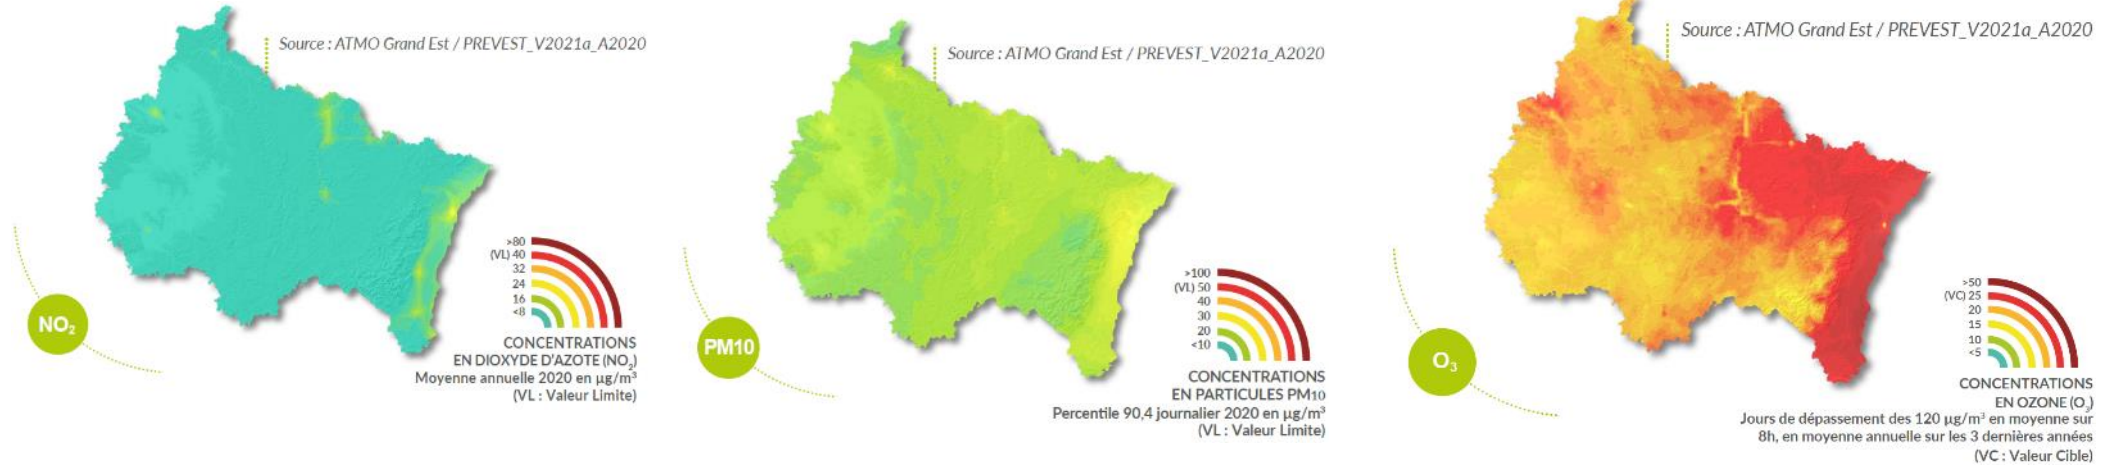 Source : ATMO Grand Est / PREVEST_V2021a_A2020
>80
(VL) 40
32
24
16
<8
NO₂
CONCENTRATIONS
EN DIOXYDE D'AZOTE (NO₂)
Moyenne annuelle 2020 en µg/m³
(VL : Valeur Limite)
Source : ATMO Grand Est / PREVEST_V2021a_A2020
>100
(VL) 50
40
30
20
<10
PM10
CONCENTRATIONS
EN PARTICULES PM10
Percentile 90,4 journalier 2020 en µg/m³
(VL : Valeur Limite)
Source : ATMO Grand Est / PREVEST_V2021a_A2020
>50
(VC) 25
20
15
10
<5
O₃
CONCENTRATIONS
EN OZONE (O₃)
Jours de dépassement des 120 µg/m³ en moyenne sur
8h, en moyenne annuelle sur les 3 dernières années
(VC : Valeur Cible)